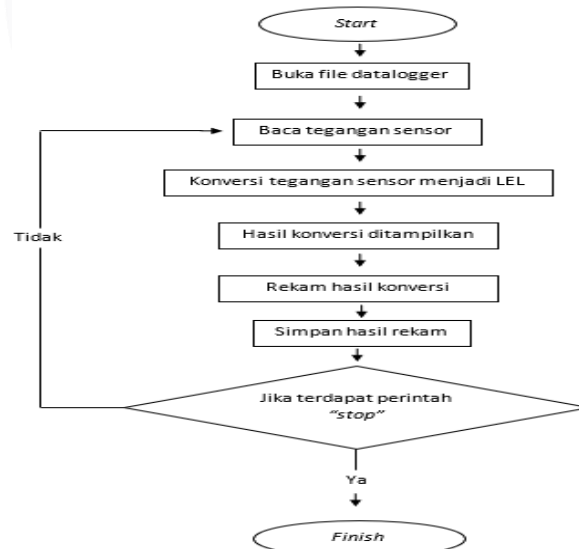 Start
Buka file datalogger
Baca tegangan sensor
Konversi tegangan sensor menjadi LEL
Tidak
Hasil konversi ditampilkan
Rekam hasil konversi
Simpan hasil rekam
Jika terdapat perintah
“stop”
Ya
Finish